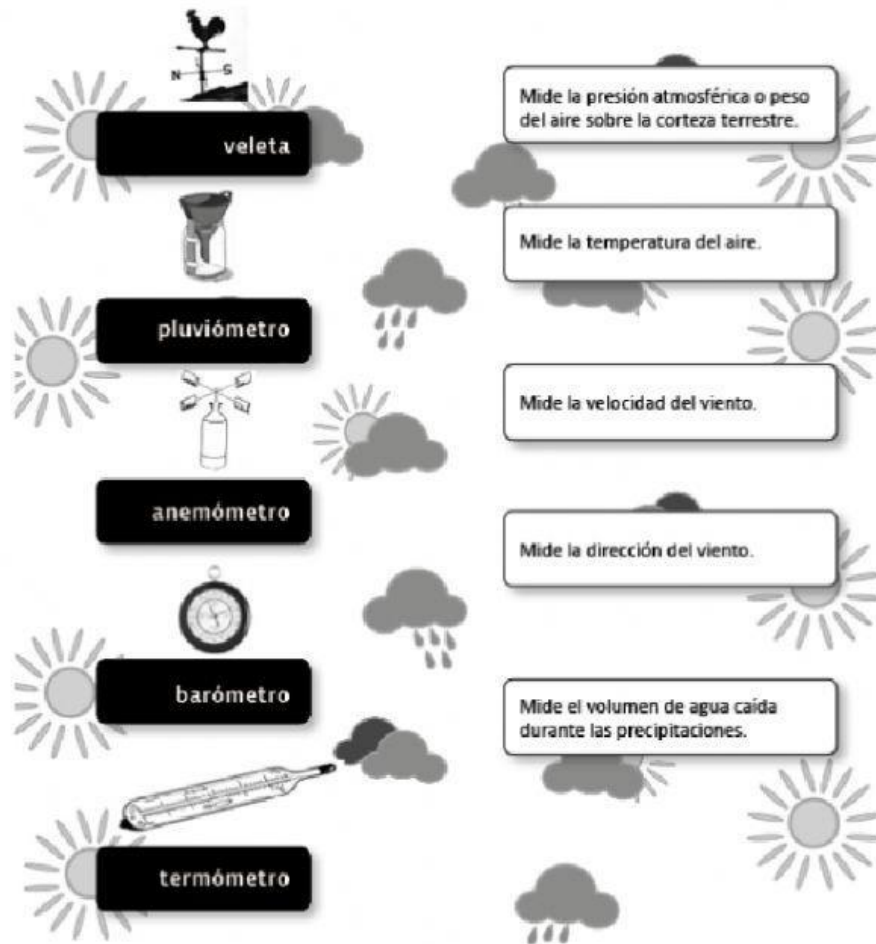 N S
veleta
pluviómetro
anemómetro
barómetro
termómetro
Mide la presión atmosférica o peso
del aire sobre la corteza terrestre.
Mide la temperatura del aire.
Mide la velocidad del viento.
Mide la dirección del viento.
Mide el volumen de agua caída
durante las precipitaciones.